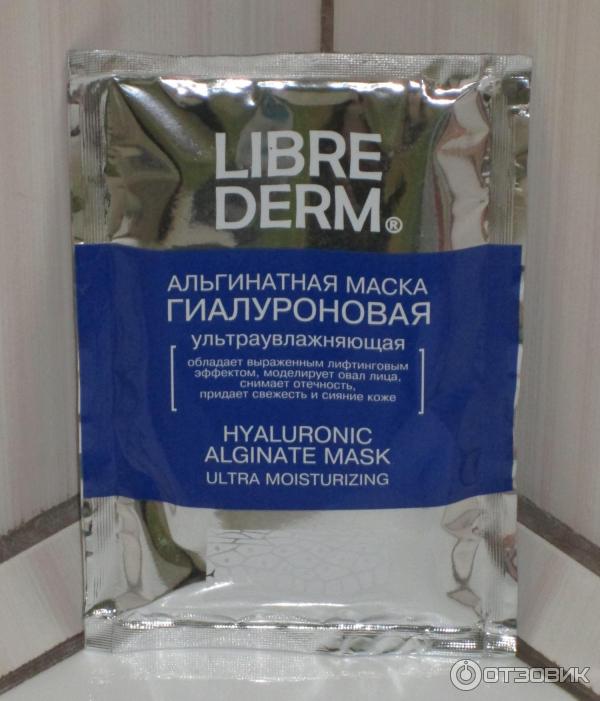 LIBRE
DERM®
АЛЬГИНАТНАЯ МАСКА
ГИАЛУРОНОВАЯ
ультраувлажняющая
обладает выраженным лифтинговым
эффектом, моделирует овал лица,
снимает отечность,
придает свежесть и сияние коже
HYALURONIC
ALGINATE MASK
ULTRA MOISTURIZING
ОТЗОВИК